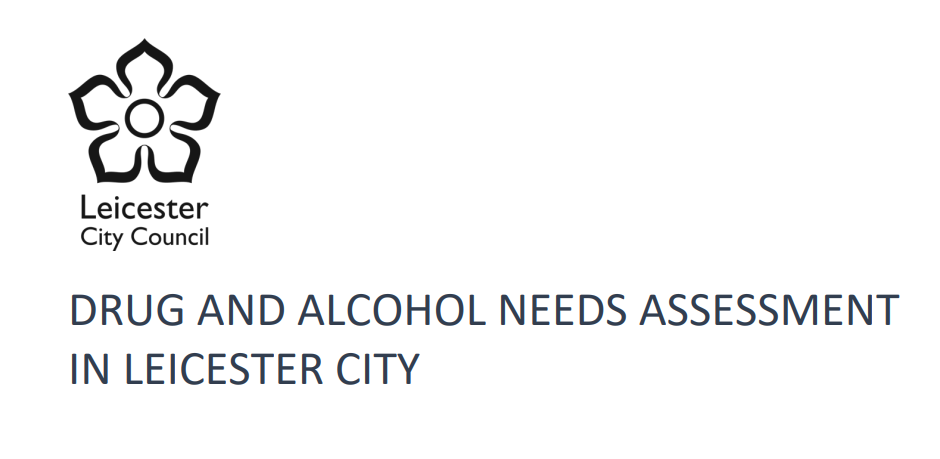 Leicester
City Council
DRUG AND ALCOHOL NEEDS ASSESSMENT
IN LEICESTER CITY